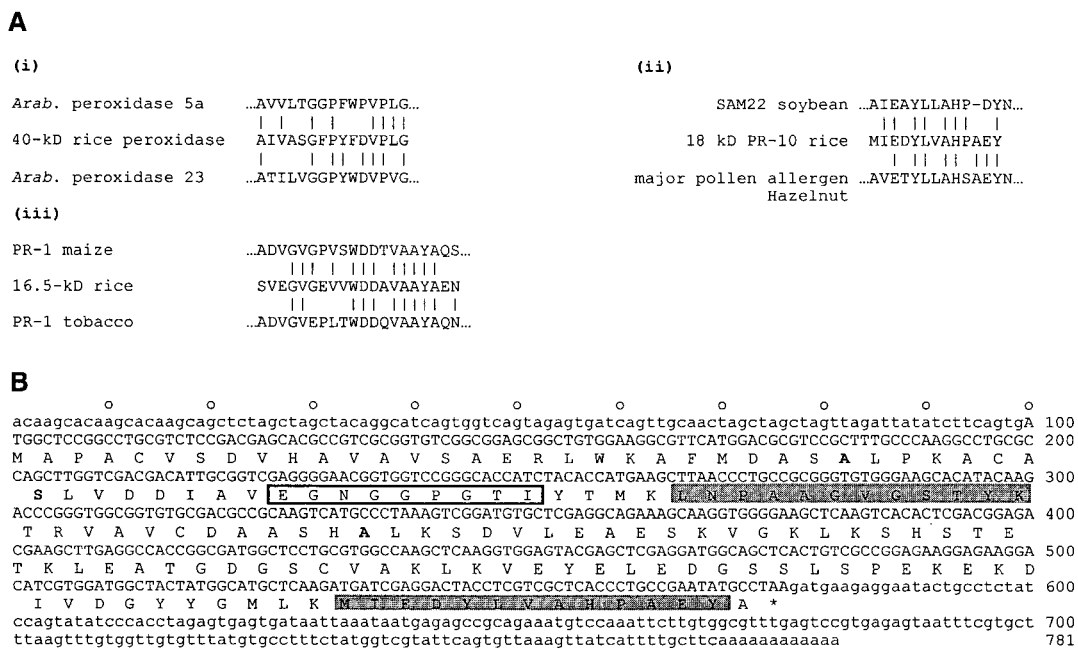 A
(i)
Arab. peroxidase 5a ...AVVLTGGPFWPVPLG...
40-kD rice peroxidase AIVASGFPYFDVPLG
Arab. peroxidase 23 ...ATILVGGPYWDVPVG...
(ii)
SAM22 soybean ...AIEAYLLAHP-DYN...
18 kD PR-10 rice MIEDYLVAHPAEY
major pollen allergen ...AVETYLLAHSAEYN...
Hazelnut
(iii)
PR-1 maize ...ADVGVGPVSWDDTVAAYAQS...
16.5-kD rice SVEGVGEVVWDDAVAAYAEN
PR-1 tobacco ...ADVGVEPLTWDDQVAAYAQN...
B
acaagcacaagcacaagcagctctagctagctacaggcatcagtggtcagtagagtgatcagttgcaactagctagctagttagattatatcttcagtgA 100
TGGCTCCGGCCTGCGTCTCCGACGAGCACGCCGTCGCGGTGTCGGCGGAGCGGCTGTGGAAGGCGTTCATGGACGCGTCCGCTTTGCCCAAGGCCTGCGC 200
M A P A C V S D V H A V A V S A E R L W K A F M D A S A L P K A C A
CAGCTTGGTCGACGACATTGCGGTCGAGGGGAACGGTGGTCCGGGCACCATCTACACCATGAAGCTTAACCCTGCCGCGGGTGTGGGAAGCACATACAAG 300
S L V D D I A V E G N G G P G T I Y T M K L N P A A G V G S T Y K
ACCCGGGTGGCGGTGTGCGACGCCGCAAGTCATGCCCTAAAGTCGGATGTGCTCGAGGCAGAAAGCAAGGTGGGGAAGCTCAAGTCACACTCGACGGAGA 400
T R V A V C D A A S H A L K S D V L E A E S K V G K L K S H S T E
CGAAGCTTGAGGCCACCGGCGATGGCTCCTGCGTGGCCAAGCTCAAGGTGGAGTACGAGCTCGAGGATGGCAGCTCACTGTCGCCGGAGAAGGAGAAGGA 500
T K L E A T G D G S C V A K L K V E Y E L E D G S S L S P E K E K D
CATCGTGGATGGCTACTATGGCATGCTCAAGATGATCGAGGACTACCTCGTCGCTCACCCTGCCGAATATGCCTAAgatgaagaggaatactgcctctat 600
I V D G Y Y G M L K M I E D Y L V A H P A E Y A *
cccagtatatcccacctagagtgagtgataattaaataatgagagccgcagaaatgtccaaattcttgtggcgtttgagtccgtgagagtaatttcgtgct 700
ttaagtttgtggttgtgtttatgtgcctttctatggtcgtattcagtgttaaagttatcattttgcttcaaaaaaaaaaaaa 781